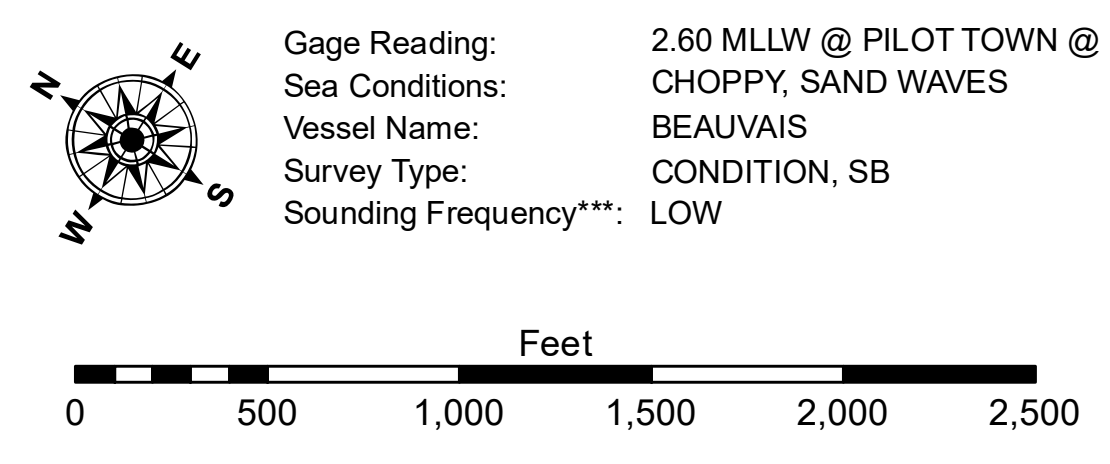 N
E
W
S
Gage Reading: 2.60 MLLW @ PILOT TOWN @
Sea Conditions: CHOPPY, SAND WAVES
Vessel Name: BEAUVAIS
Survey Type: CONDITION, SB
Sounding Frequency***: LOW
Feet
0 500 1,000 1,500 2,000 2,500